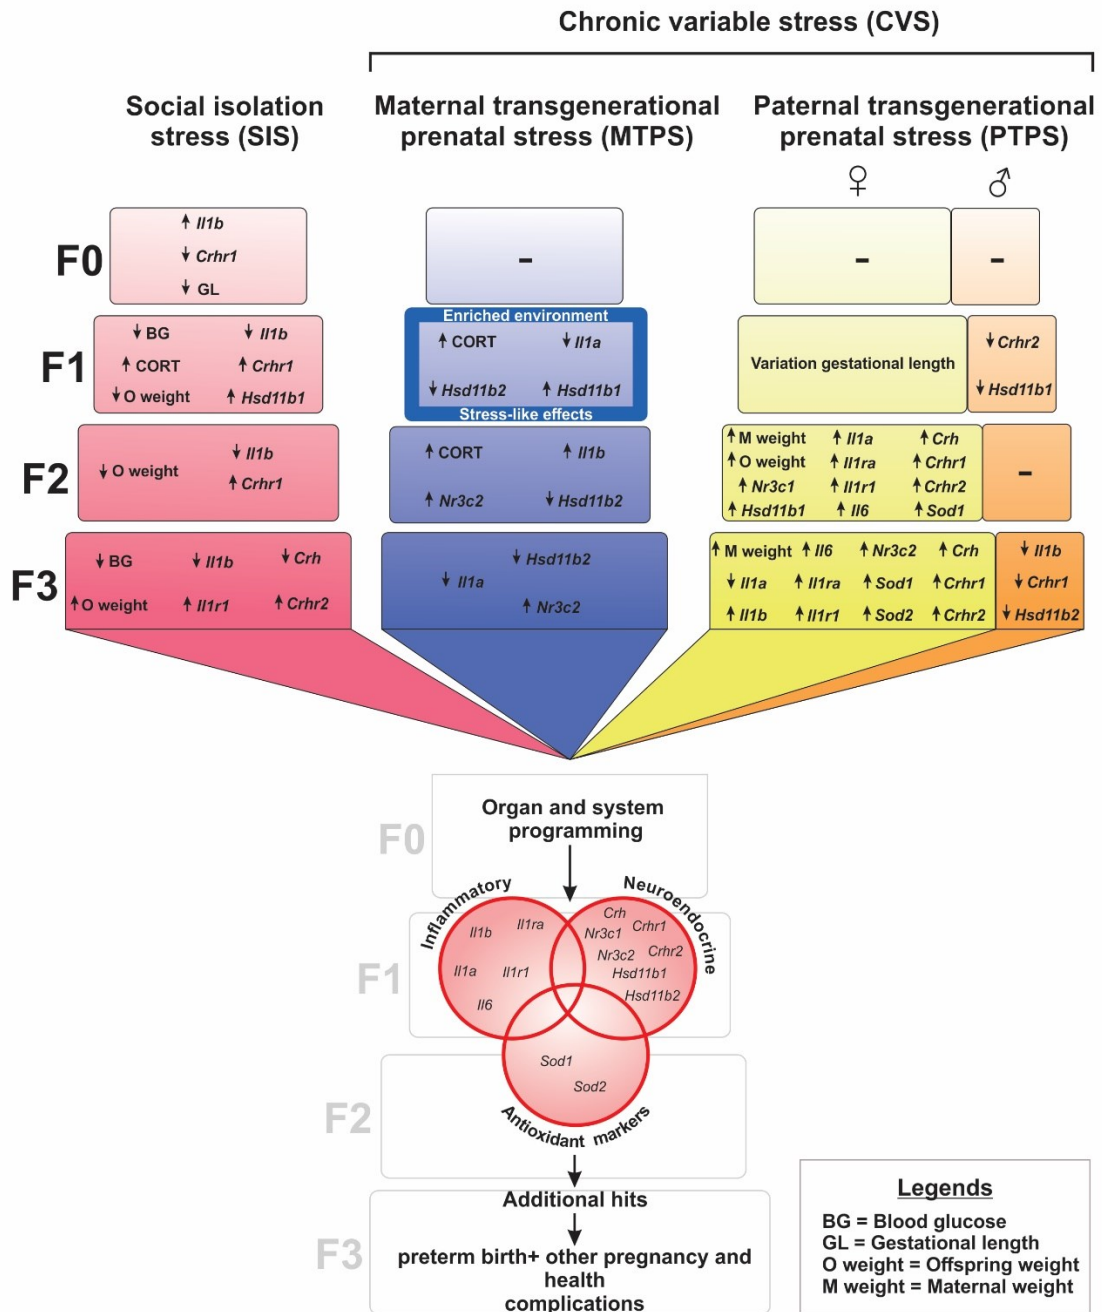 Chronic variable stress (CVS)
Social isolation
stress (SIS)
Maternal transgenerational
prenatal stress (MTPS)
Paternal transgenerational
prenatal stress (PTPS)
♀ ♂
F0
↑ Il1b
↓ Crhr1
↓ GL
-
-
-
F1
↓ BG ↓ Il1b
↑ CORT ↑ Crhr1
↓ O weight ↑ Hsd11b1
Enriched environment
↑ CORT ↓ Il1a
↓ Hsd11b2 ↑ Hsd11b1
Stress-like effects
Variation gestational length
↓ Crhr2
↓ Hsd11b1
F2
↓ O weight
↓ Il1b
↑ Crhr1
↑ CORT ↑ Il1b
↑ Nr3c2 ↓ Hsd11b2
↑ M weight ↑ Il1a ↑ Crh
↑ O weight ↑ Il1ra ↑ Crhr1
↑ Nr3c1 ↑ Il1r1 ↑ Crhr2
↑ Hsd11b1 ↑ Il6 ↑ Sod1
-
F3
↓ BG ↓ Il1b ↓ Crh
↑ O weight ↑ Il1r1 ↑ Crhr2
↓ Hsd11b2
↓ Il1a
↑ Nr3c2
↑ M weight ↑ Il6 ↑ Nr3c2 ↑ Crh
↓ Il1a ↑ Il1ra ↑ Sod1 ↑ Crhr1
↑ Il1b ↑ Il1r1 ↑ Sod2 ↑ Crhr2
↓ Il1b
↓ Crhr1
↓ Hsd11b2
F0
Organ and system
programming
F1
Inflammatory
Il1b Il1ra
Il1a Il1r1
Il6
Neuroendocrine
Crh
Nr3c1 Crhr1
Nr3c2 Crhr2
Hsd11b1
Hsd11b2
F2
Sod1
Sod2
Antioxidant markers
F3
Additional hits
preterm birth+ other pregnancy and
health
complications
Legends
BG = Blood glucose
GL = Gestational length
O weight = Offspring weight
M weight = Maternal weight